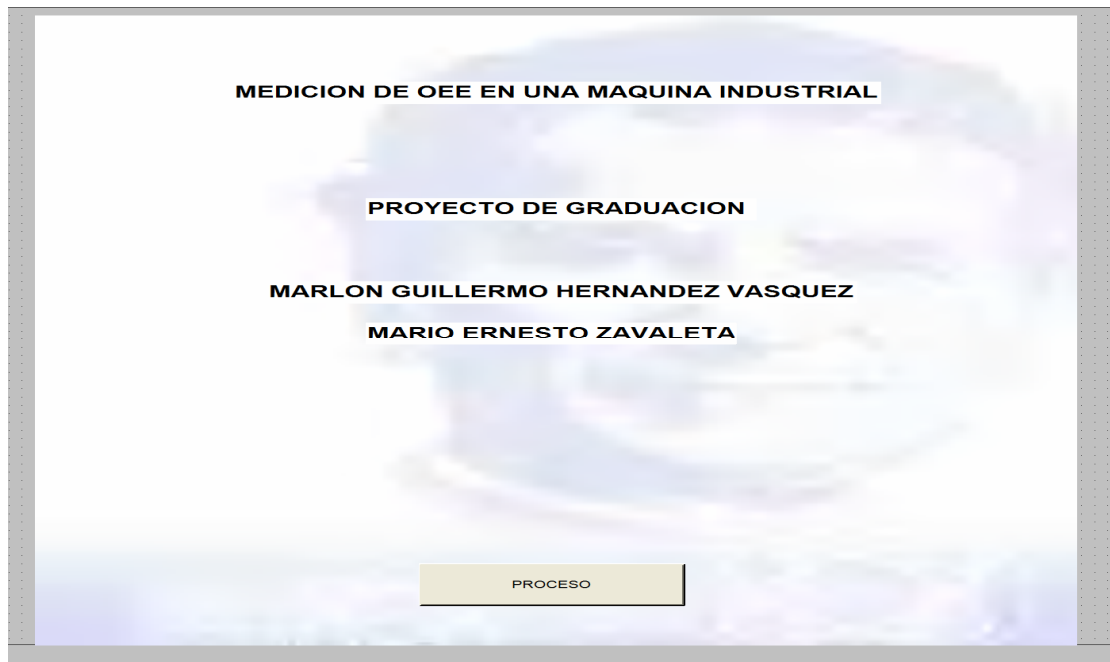 MEDICION DE OEE EN UNA MAQUINA INDUSTRIAL
PROYECTO DE GRADUACION
MARLON GUILLERMO HERNANDEZ VASQUEZ
MARIO ERNESTO ZAVALETA
PROCESO